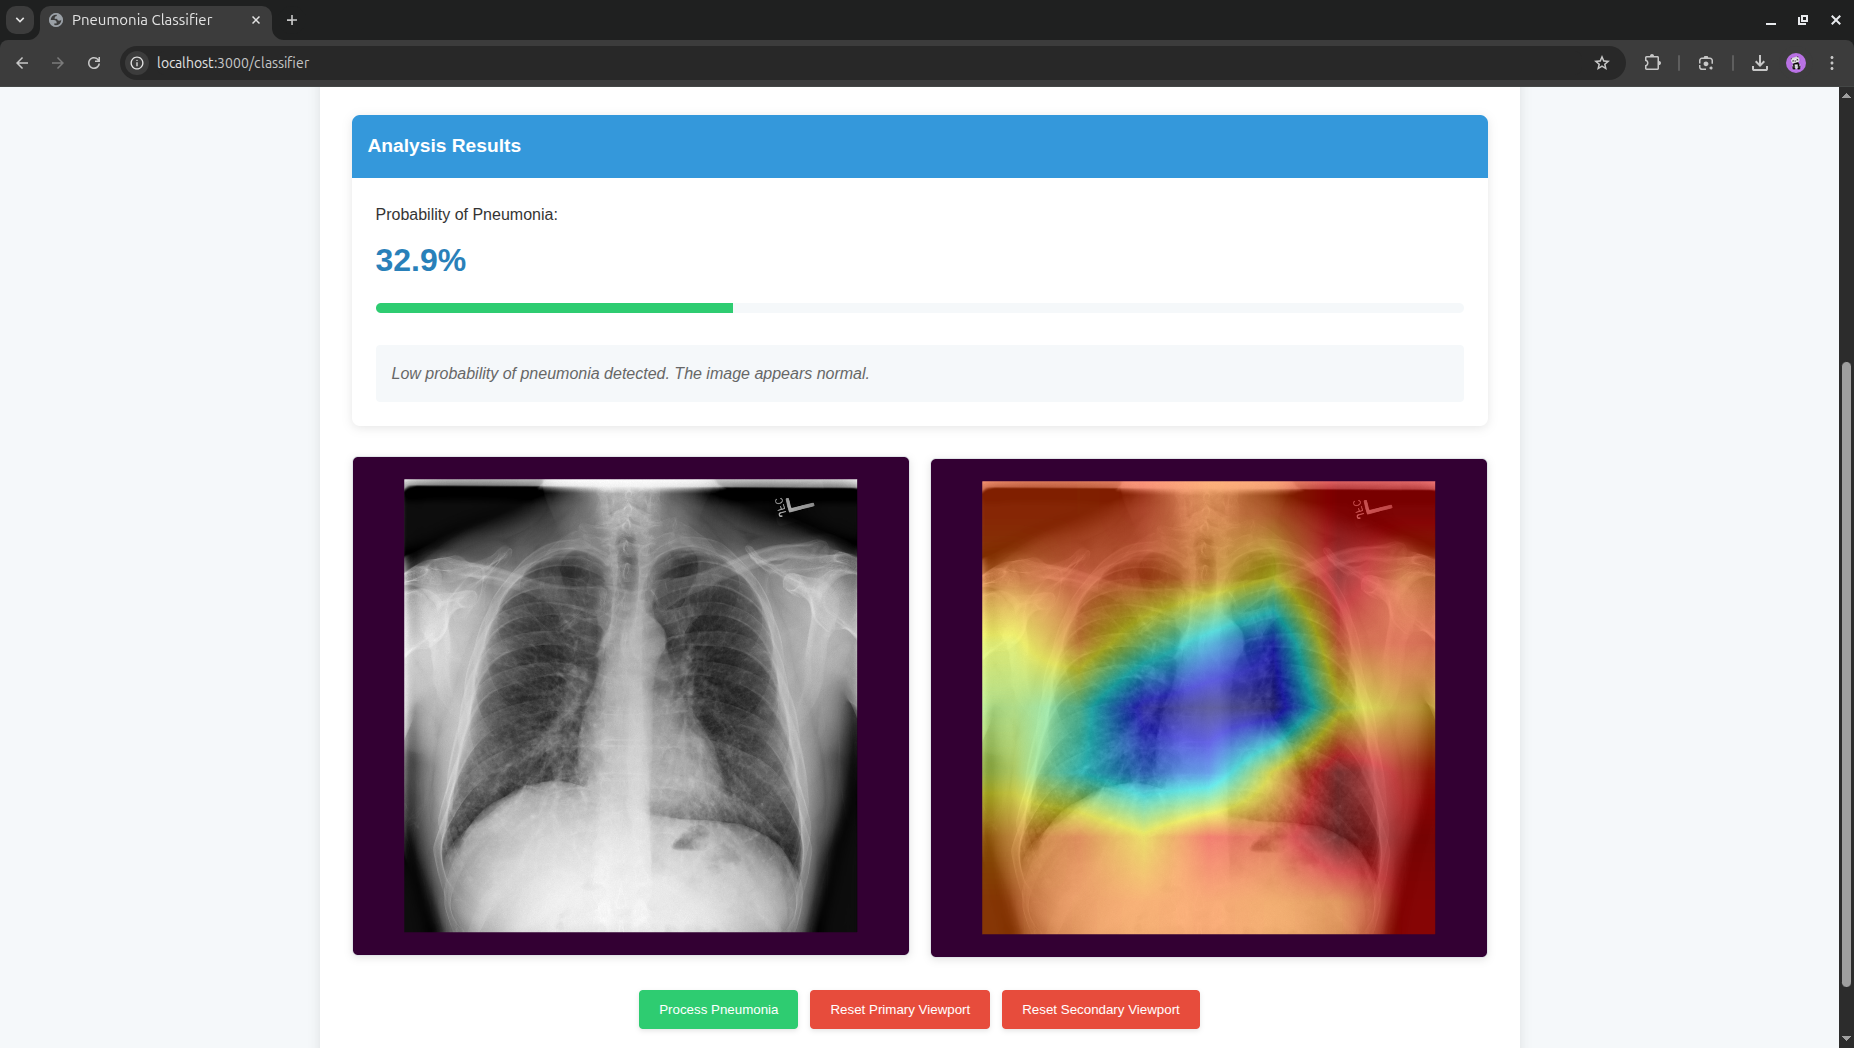 Pneumonia Classifier
localhost:3000/classifier
Analysis Results
Probability of Pneumonia:
32.9%
Low probability of pneumonia detected. The image appears normal.
L
L
Process Pneumonia
Reset Primary Viewport
Reset Secondary Viewport